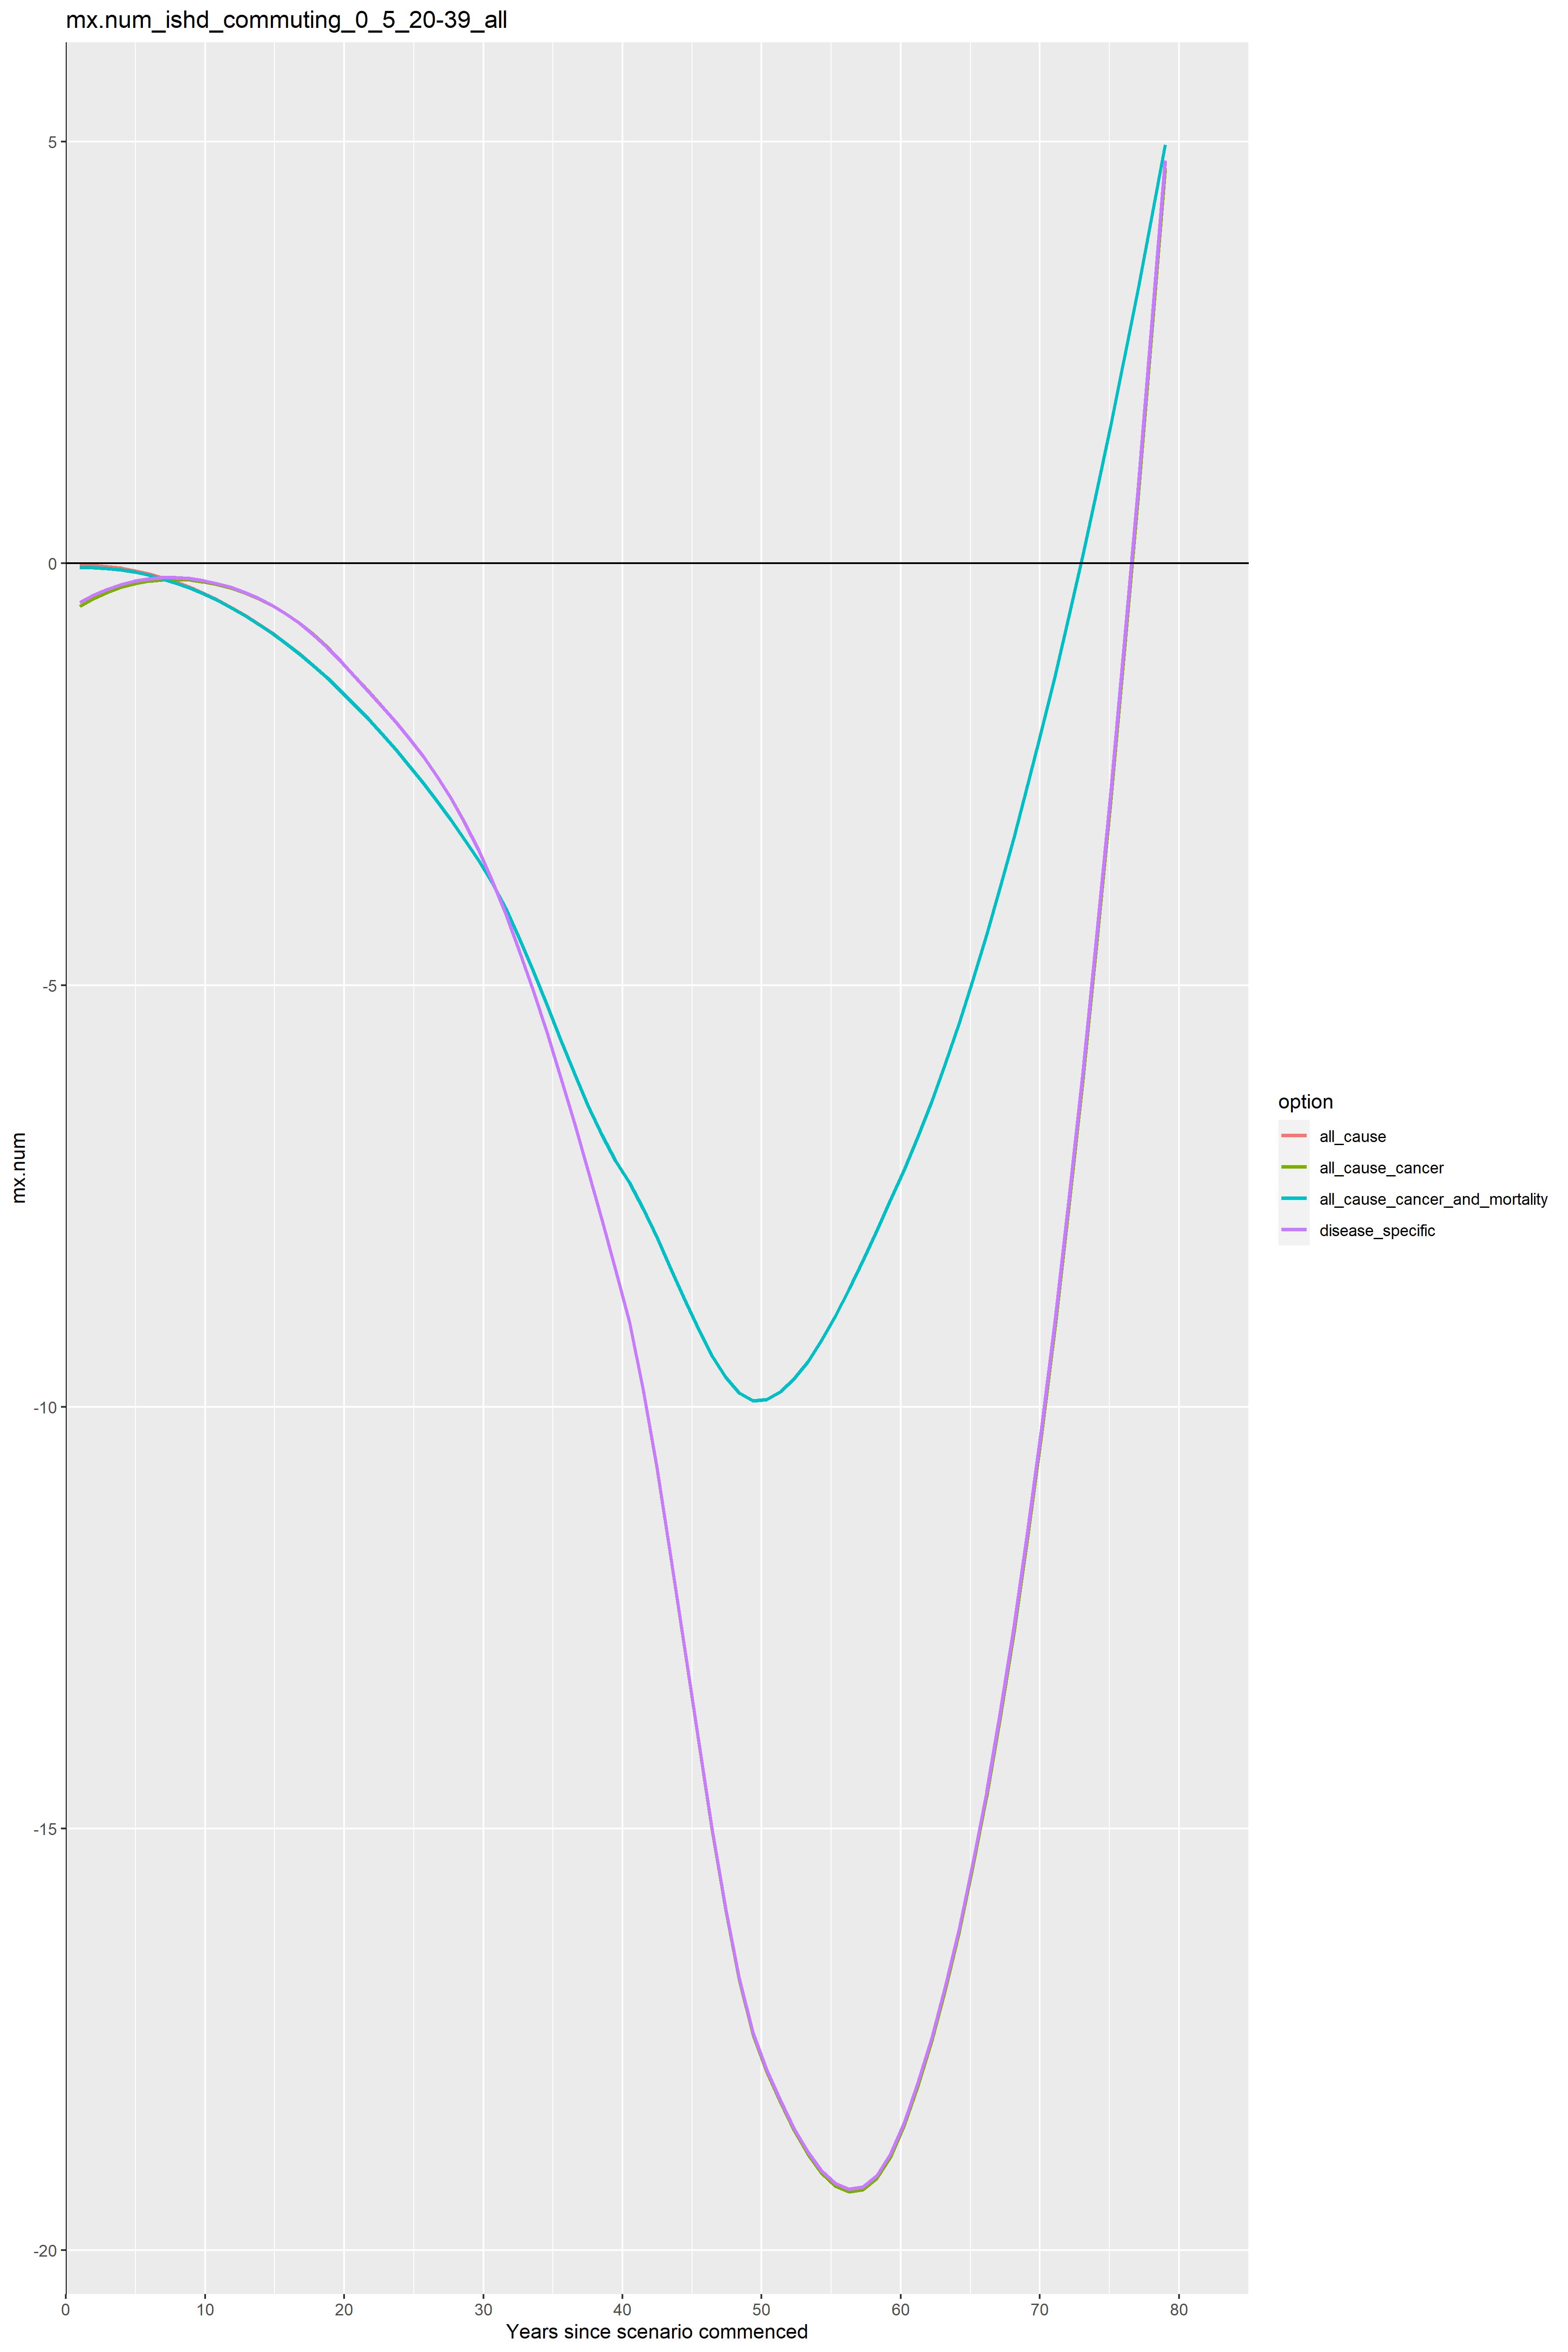 mx.num_ishd_commuting_0_5_20-39_all
5
0
-5
-10
-15
-20
mx.num
0 10 20 30 40 50 60 70 80
Years since scenario commenced
option
all_cause
all_cause_cancer
all_cause_cancer_and_mortality
disease_specific